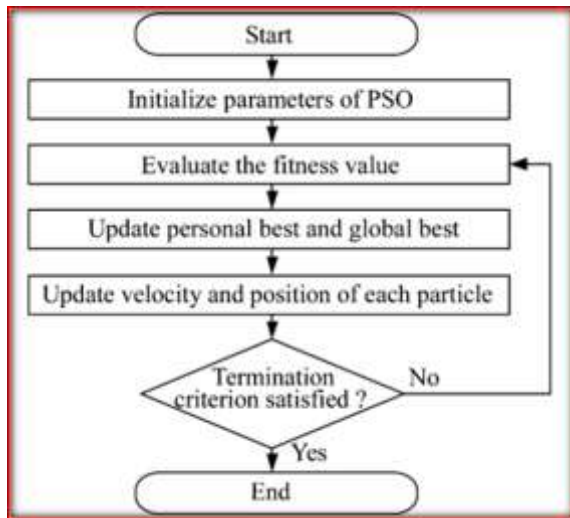 Start
Initialize parameters of PSO
Evaluate the fitness value
Update personal best and global best
Update velocity and position of each particle
Termination
criterion satisfied ?
No
Yes
End